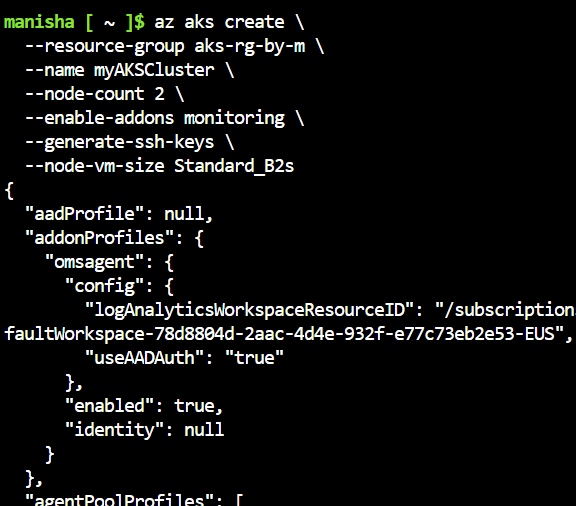 manisha [ ~ ]$ az aks create \
  --resource-group aks-rg-by-m \
  --name myAKSCluster \
  --node-count 2 \
  --enable-addons monitoring \
  --generate-ssh-keys \
  --node-vm-size Standard_B2s
{
  "aadProfile": null,
  "addonProfiles": {
    "omsagent": {
      "config": {
        "logAnalyticsWorkspaceResourceID": "/subscription
faultWorkspace-78d8804d-2aac-4d4e-932f-e77c73eb2e53-EUS",
        "useAADAuth": "true"
      },
      "enabled": true,
      "identity": null
    }
  },
  "agentPoolProfiles": [